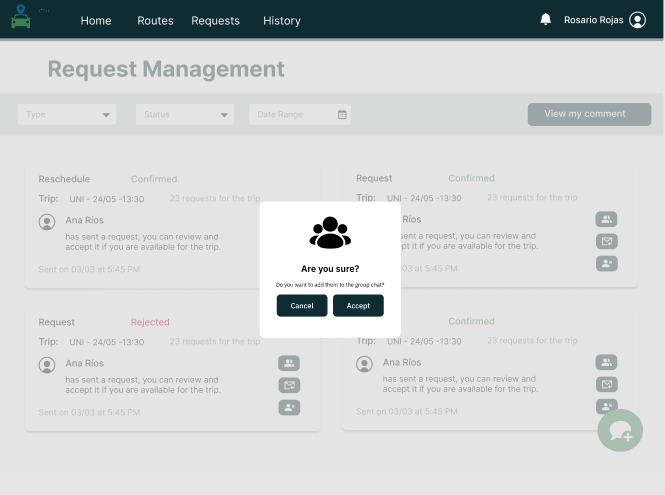 Home Routes Requests History Rosario Rojas
Request Management
Type Status Date Range View my comment
Reschedule Confirmed
Trip: UNI - 24/05 -13:30 23 requests for the trip
Ana Ríos
has sent a request, you can review and
accept it if you are available for the trip.
Sent on 03/03 at 5:45 PM
Request Confirmed
Trip: UNI - 24/05 -13:30 23 requests for the trip
Ríos
sent a request, you can review and
accept it if you are available for the trip.
03/03 at 5:45 PM
Are you sure?
Do you want to add them to the group chat?
Cancel Accept
Request Rejected
Trip: UNI - 24/05 -13:30 23 requests for the trip
Ana Ríos
has sent a request, you can review and
accept it if you are available for the trip.
Sent on 03/03 at 5:45 PM
Confirmed
Trip: UNI - 24/05 -13:30 23 requests for the trip
Ana Ríos
has sent a request, you can review and
accept it if you are available for the trip.
Sent on 03/03 at 5:45 PM